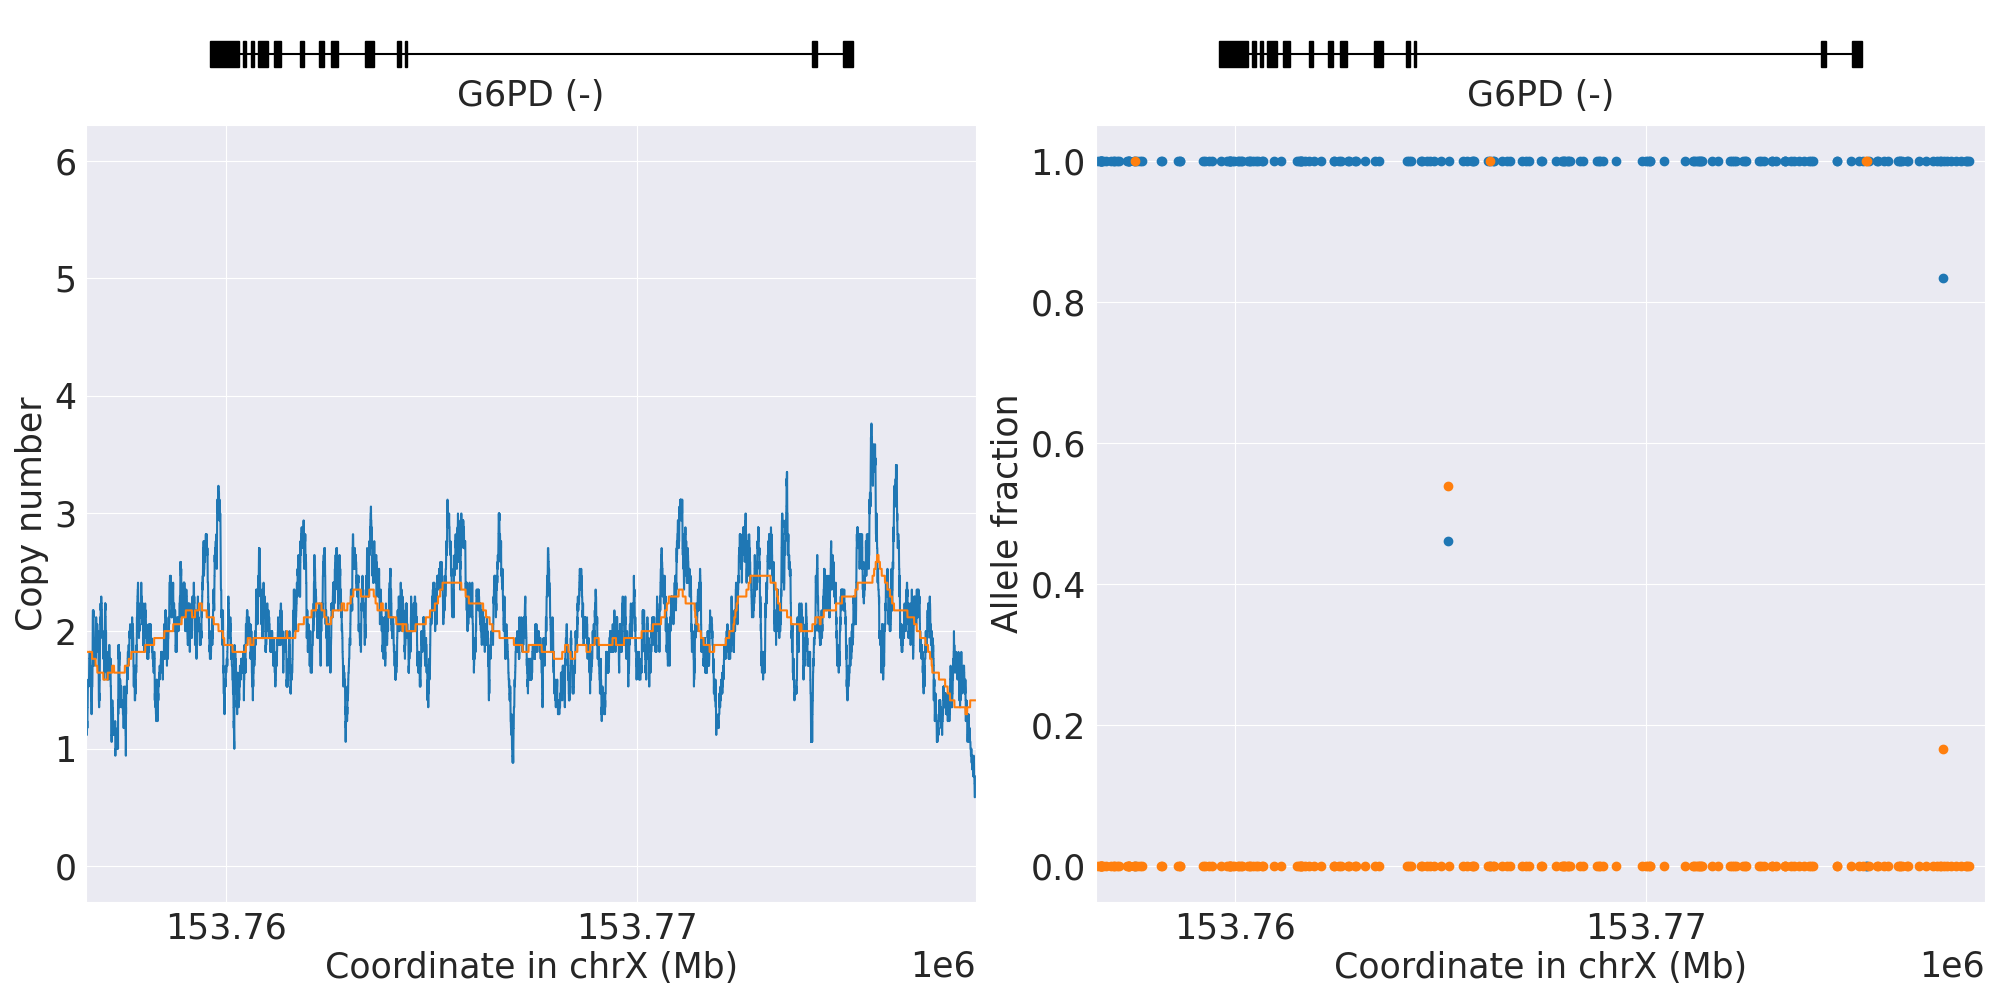 G6PD (-)
G6PD (-)
Copy number
6
5
4
3
2
1
0
153.76
153.77
Coordinate in chrX (Mb)
1e6
Allele fraction
1.0
0.8
0.6
0.4
0.2
0.0
153.76
153.77
Coordinate in chrX (Mb)
1e6